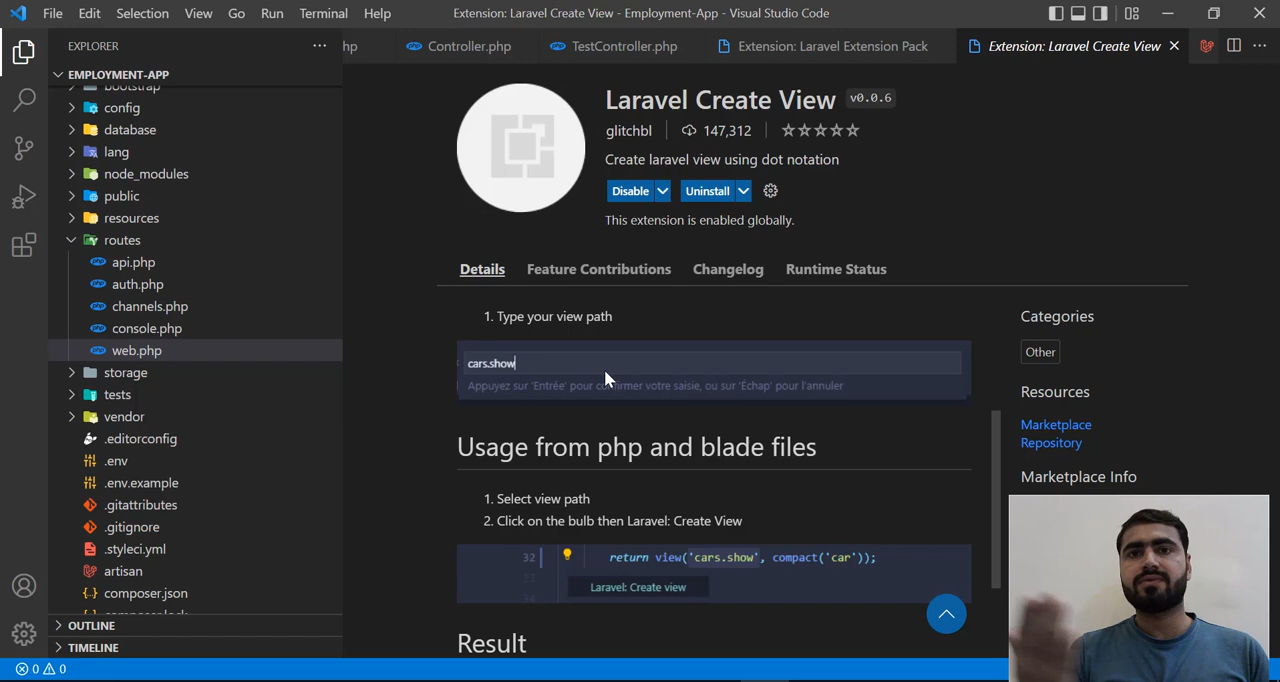 File Edit Selection View Go Run Terminal Help
Extension: Laravel Create View - Employment-App - Visual Studio Code
EXPLORER
EMPLOYMENT-APP
bootstrap
config
database
lang
node_modules
public
resources
routes
api.php
auth.php
channels.php
console.php
web.php
storage
tests
vendor
.editorconfig
.env
.env.example
.gitattributes
.gitignore
.styleci.yml
artisan
composer.json
composer.lock
OUTLINE
TIMELINE
0 0
hp
Controller.php
TestController.php
Extension: Laravel Extension Pack
Extension: Laravel Create View
Laravel Create View v0.0.6
glitchbl 147,312
Create laravel view using dot notation
Disable
Uninstall
This extension is enabled globally.
Details Feature Contributions Changelog Runtime Status
1. Type your view path
cars.show
Appuyez sur 'Entrée' pour confirmer votre saisie, ou sur 'Échap' pour l'annuler
Usage from php and blade files
1. Select view path
2. Click on the bulb then Laravel: Create View
32 return view('cars.show', compact('car'));
33
Laravel: Create view
Result
Categories
Other
Resources
Marketplace
Repository
Marketplace Info